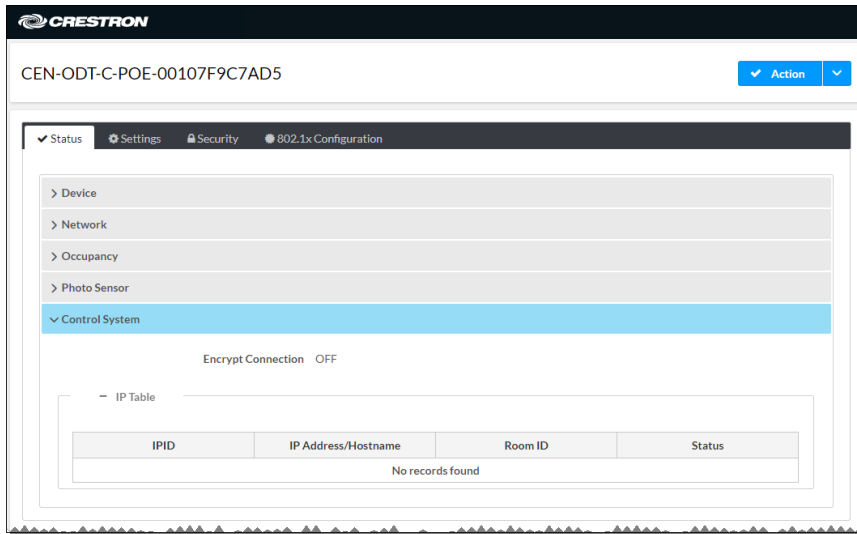 CRESTRON
CEN-ODT-C-POE-00107F9C7AD5
Action
Status Settings Security 802.1x Configuration
Device
Network
Occupancy
Photo Sensor
Control System
Encrypt Connection OFF
IP Table
IPID IP Address/Hostname Room ID Status
No records found